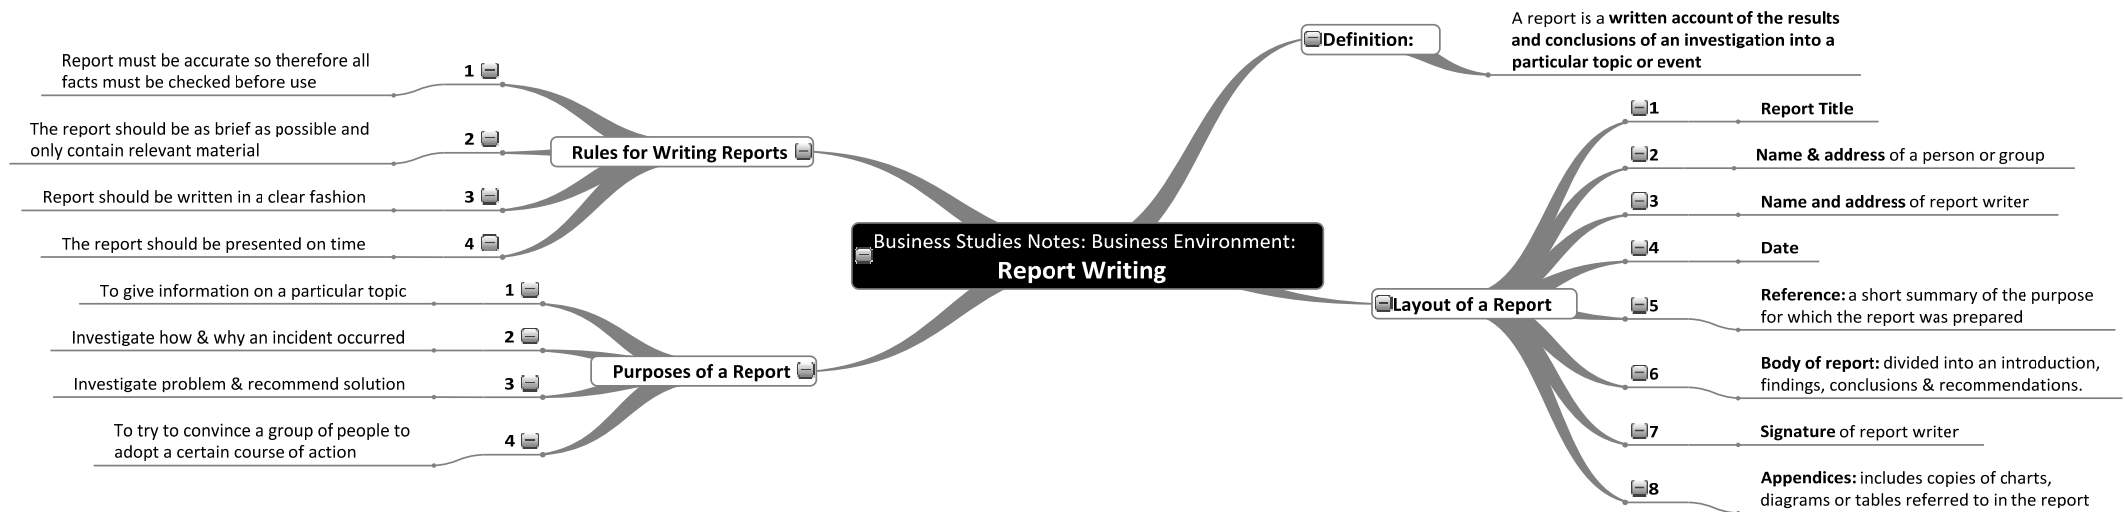 Business Studies Notes: Business Environment:
Report Writing
Definition:
A report is a written account of the results
and conclusions of an investigation into a
particular topic or event
Layout of a Report
1 Report Title
2 Name & address of a person or group
3 Name and address of report writer
4 Date
5 Reference: a short summary of the purpose
for which the report was prepared
6 Body of report: divided into an introduction,
findings, conclusions & recommendations.
7 Signature of report writer
8 Appendices: includes copies of charts,
diagrams or tables referred to in the report
Rules for Writing Reports
1 Report must be accurate so therefore all
facts must be checked before use
2 The report should be as brief as possible and
only contain relevant material
3 Report should be written in a clear fashion
4 The report should be presented on time
Purposes of a Report
1 To give information on a particular topic
2 Investigate how & why an incident occurred
3 Investigate problem & recommend solution
4 To try to convince a group of people to
adopt a certain course of action